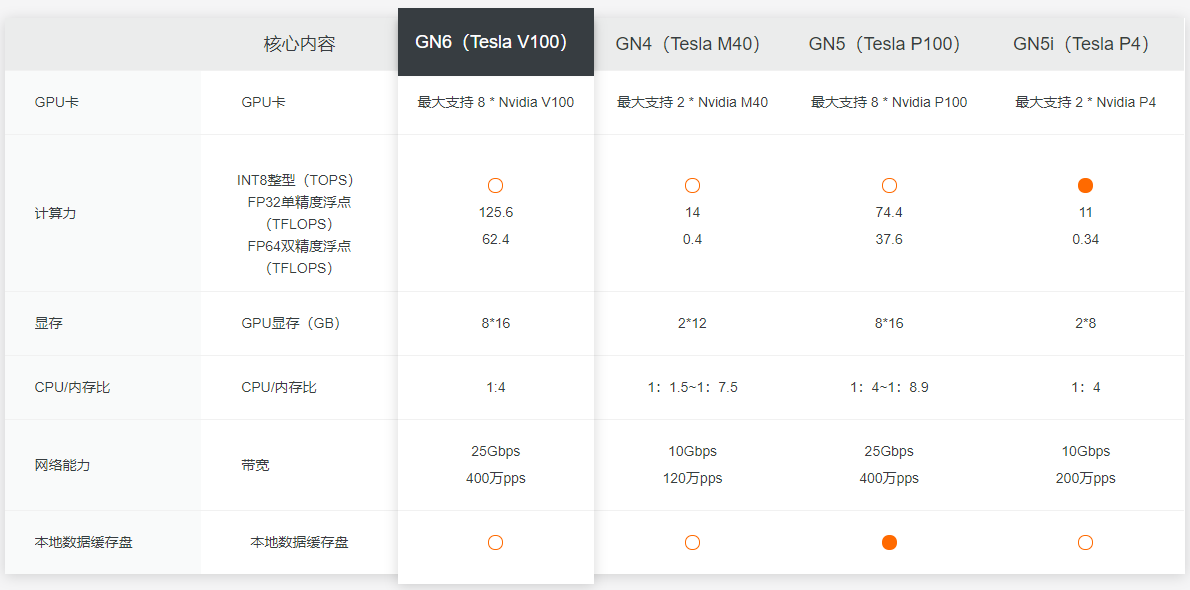 核心内容 GN6（Tesla V100） GN4（Tesla M40） GN5（Tesla P100） GN5i（Tesla P4）
GPU卡 GPU卡 最大支持 8 * Nvidia V100 最大支持 2 * Nvidia M40 最大支持 8 * Nvidia P100 最大支持 2 * Nvidia P4
计算力
INT8整型（TOPS）
FP32单精度浮点
（TFLOPS）
FP64双精度浮点
（TFLOPS）
125.6 14 74.4 11
62.4 0.4 37.6 0.34
显存 GPU显存（GB） 8*16 2*12 8*16 2*8
CPU/内存比 CPU/内存比 1:4 1：1.5~1：7.5 1：4~1：8.9 1：4
网络能力 带宽
25Gbps 10Gbps 25Gbps 10Gbps
400万pps 120万pps 400万pps 200万pps
本地数据缓存盘 本地数据缓存盘